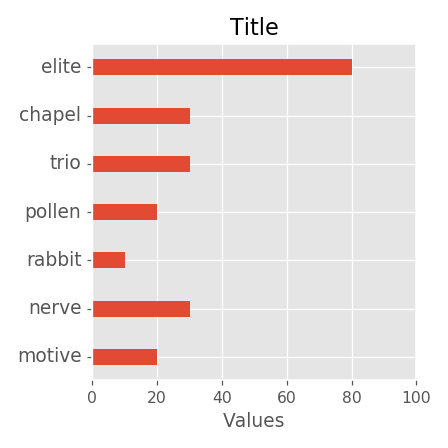 Title
elite
chapel
trio
pollen
rabbit
nerve
motive
0 20 40 60 80 100
Values